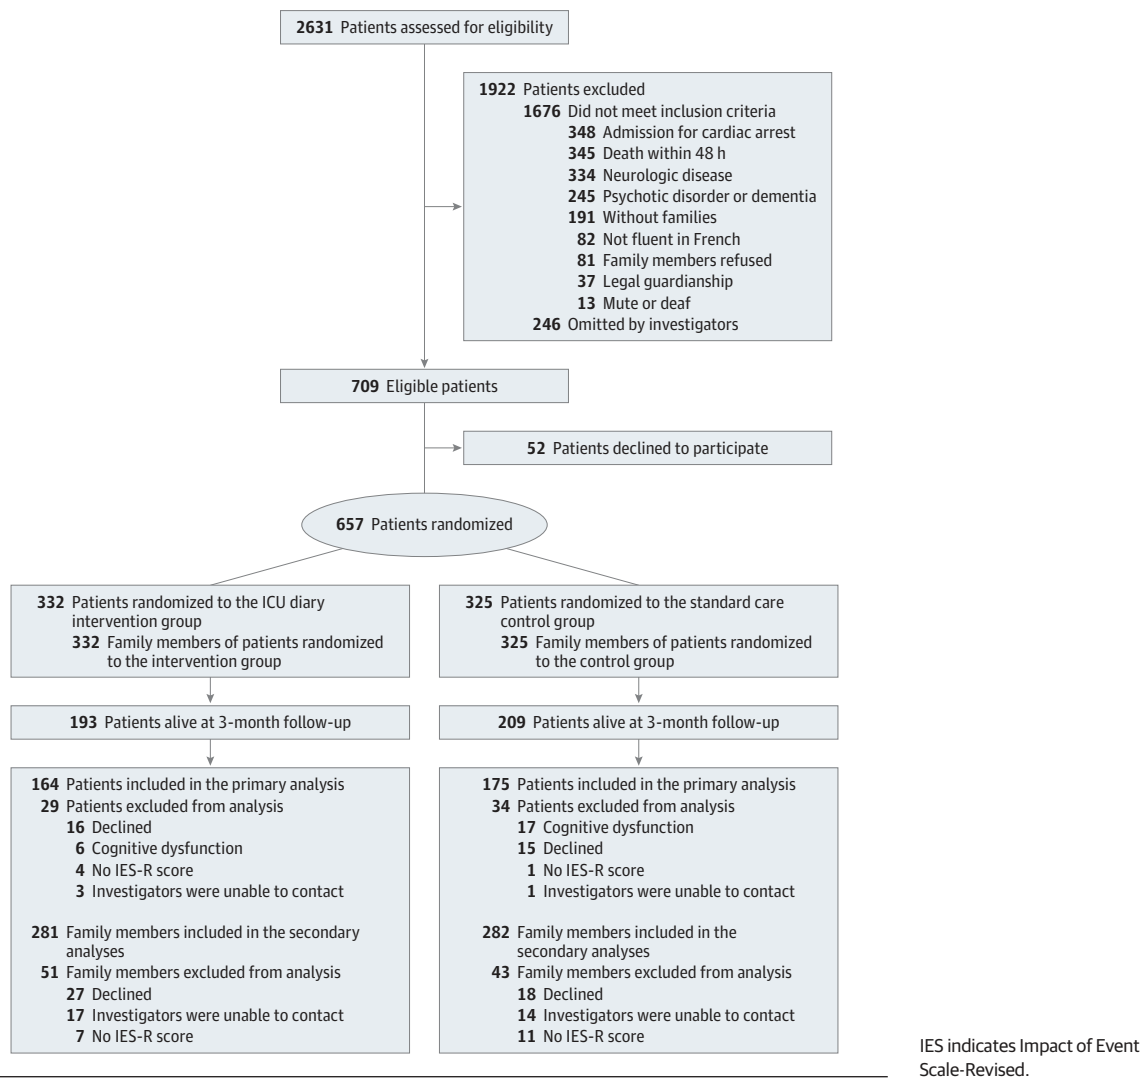 2631 Patients assessed for eligibility
1922 Patients excluded
1676 Did not meet inclusion criteria
348 Admission for cardiac arrest
345 Death within 48 h
334 Neurologic disease
245 Psychotic disorder or dementia
191 Without families
82 Not fluent in French
81 Family members refused
37 Legal guardianship
13 Mute or deaf
246 Omitted by investigators
709 Eligible patients
52 Patients declined to participate
657 Patients randomized
332 Patients randomized to the ICU diary
intervention group
332 Family members of patients randomized
to the intervention group
325 Patients randomized to the standard care
control group
325 Family members of patients randomized
to the control group
193 Patients alive at 3-month follow-up
209 Patients alive at 3-month follow-up
164 Patients included in the primary analysis
29 Patients excluded from analysis
16 Declined
6 Cognitive dysfunction
4 No IES-R score
3 Investigators were unable to contact
281 Family members included in the secondary
analyses
51 Family members excluded from analysis
27 Declined
17 Investigators were unable to contact
7 No IES-R score
175 Patients included in the primary analysis
34 Patients excluded from analysis
17 Cognitive dysfunction
15 Declined
1 No IES-R score
1 Investigators were unable to contact
282 Family members included in the
secondary analyses
43 Family members excluded from analysis
18 Declined
14 Investigators were unable to contact
11 No IES-R score
IES indicates Impact of Event
Scale-Revised.